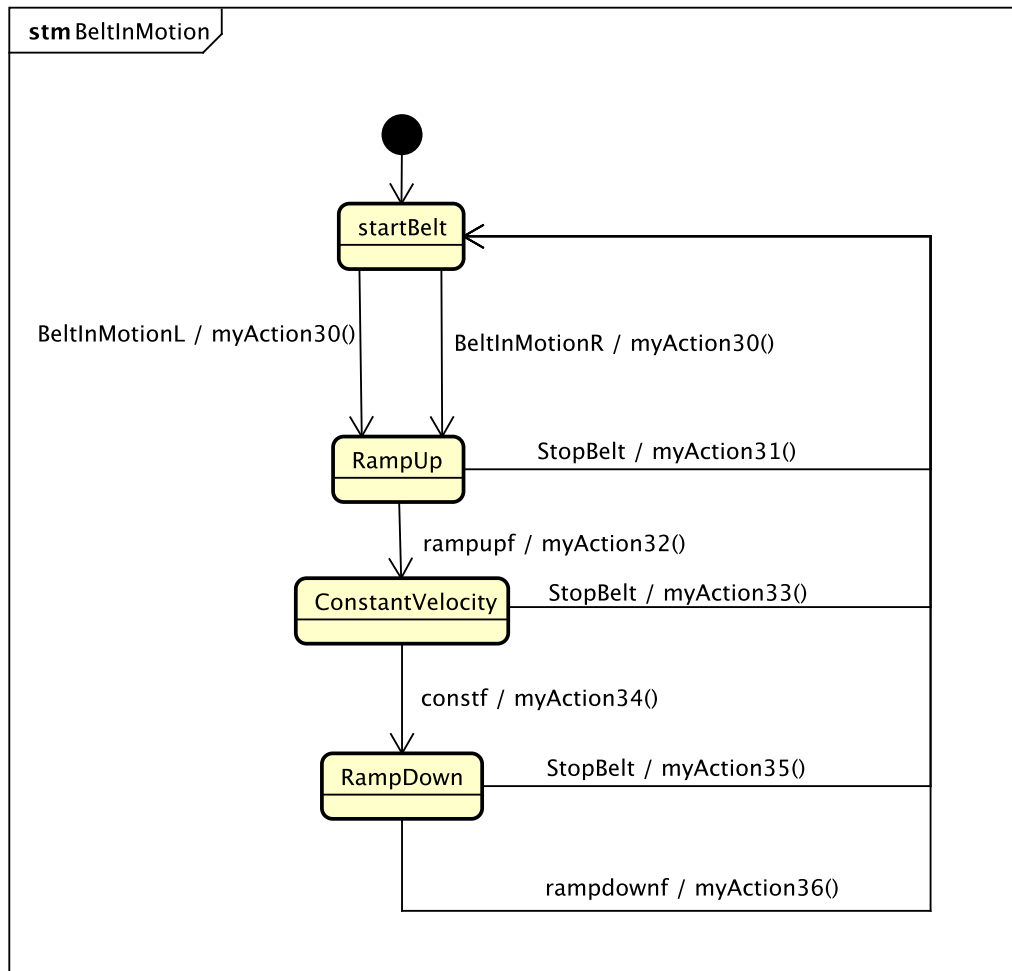 stm BeltInMotion
startBelt
BeltInMotionL / myAction30()
BeltInMotionR / myAction30()
RampUp
StopBelt / myAction31()
rampupf / myAction32()
ConstantVelocity
StopBelt / myAction33()
constf / myAction34()
RampDown
StopBelt / myAction35()
rampdownf / myAction36()